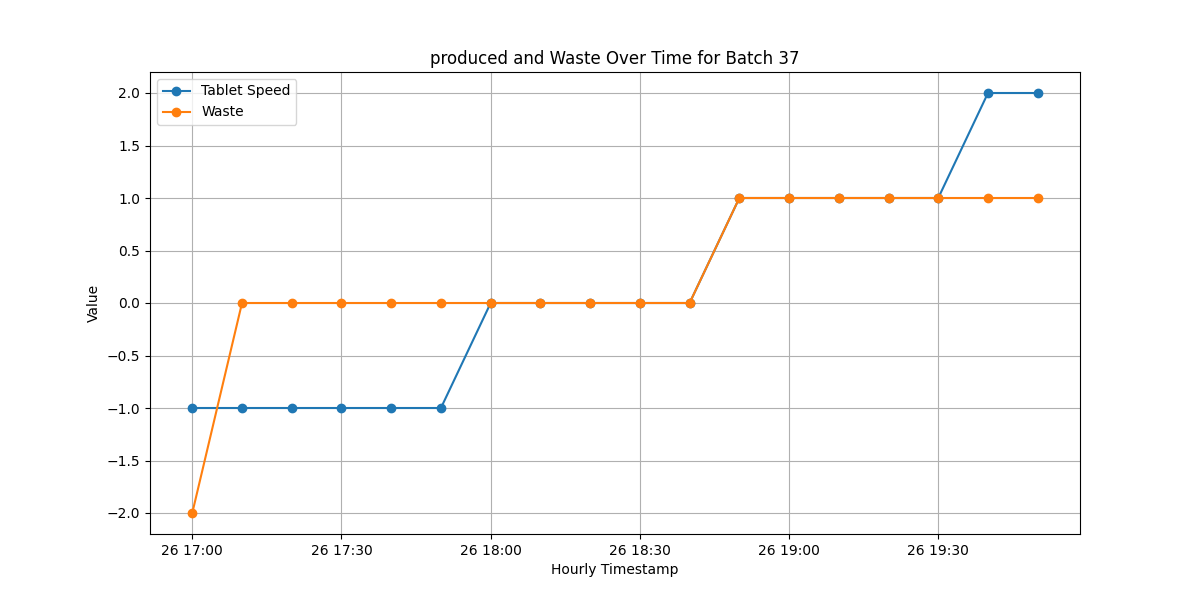 produced and Waste Over Time for Batch 37
Tablet Speed
Waste
2.0
1.5
1.0
0.5
0.0
−0.5
−1.0
−1.5
−2.0
Value
26 17:00 26 17:30 26 18:00 26 18:30 26 19:00 26 19:30
Hourly Timestamp